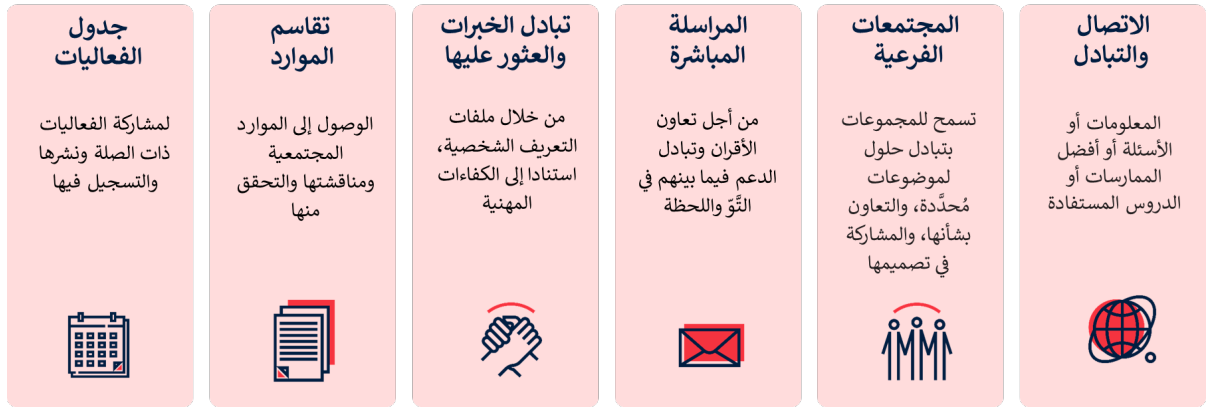 الاتصال
والتبادل
المعلومات أو
الأسئلة أو أفضل
الممارسات أو
الدروس المستفادة
المجتمعات
الفرعية
تسمح للمجموعات
بتبادل حلول
لموضوعات
مُحدَّدة، والتعاون
بشأنها، والمشاركة
في تصميمها
المراسلة
المباشرة
من أجل تعاون
الأقران وتبادل
الدعم فيما بينهم في
التَّوّ واللحظة
تبادل الخبرات
والعثور عليها
من خلال ملفات
التعريف الشخصية،
استنادا إلى الكفاءات
المهنية
تقاسم
الموارد
الوصول إلى الموارد
المجتمعية
ومناقشتها والتحقق
منها
جدول
الفعاليات
لمشاركة الفعاليات
ذات الصلة ونشرها
والتسجيل فيها